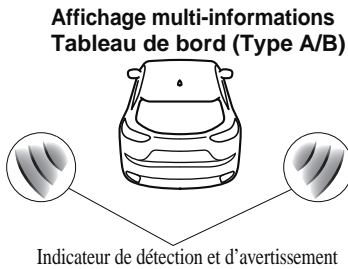 Affichage multi-informations
Tableau de bord (Type A/B)
Indicateur de détection et d’avertissement